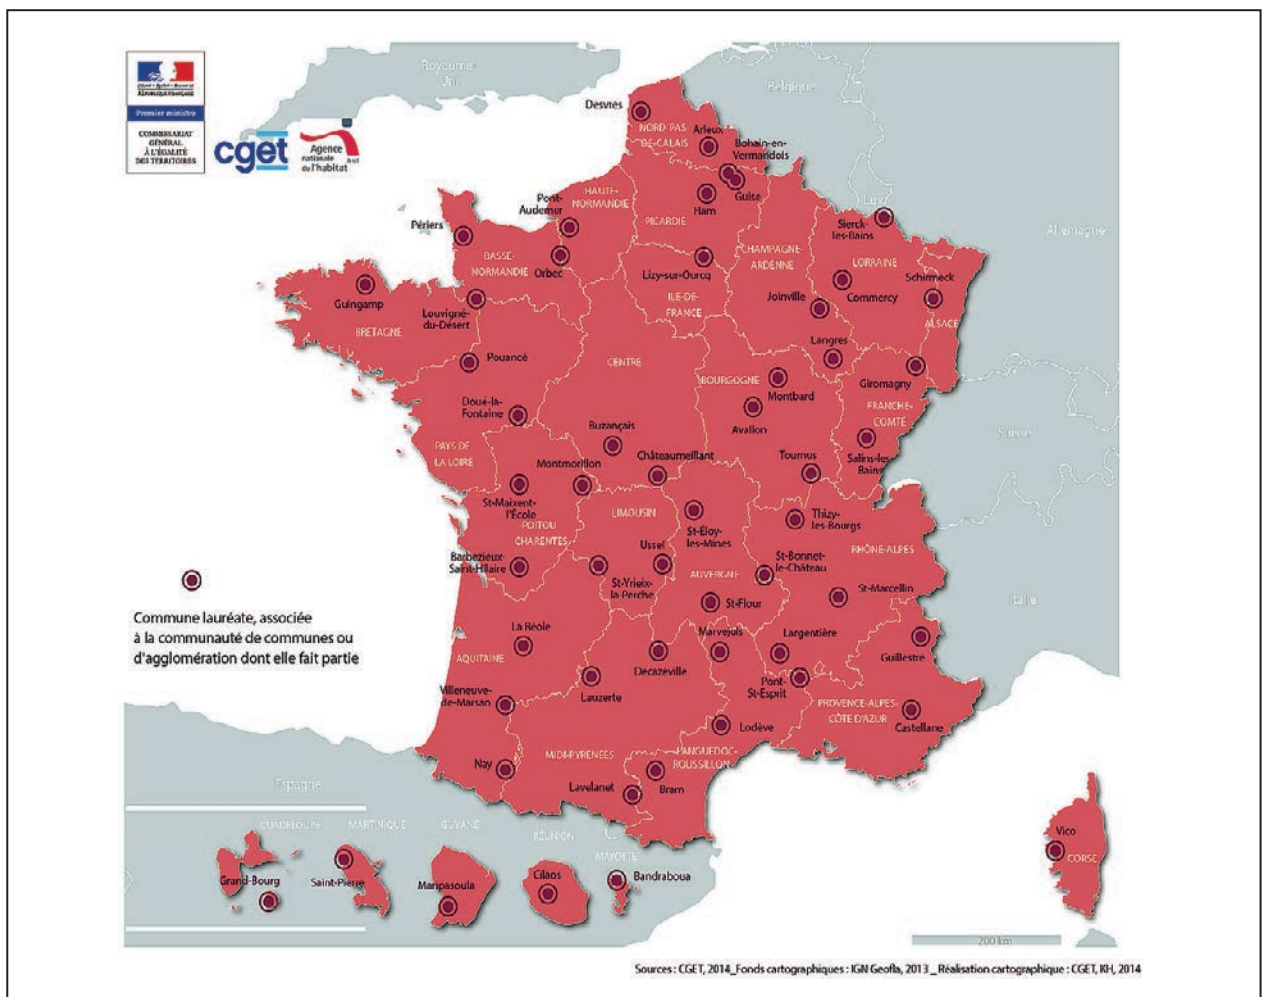 Royaume-
Uni
Belgique
Lux.
Allemagne
Suisse
Italie
Espagne
RÉPUBLIQUE FRANÇAISE
Premier ministre
COMMISSARIAT
GÉNÉRAL
À L'ÉGALITÉ
DES TERRITOIRES
cget
Agence
nationale
de l'habitat
Anah
Desvres
NORD-PAS-
DE-CALAIS
Arleux
Bohain-en-
Vermandois
Guise
Ham
PICARDIE
HAUTE-
NORMANDIE
Pont-
Audemer
Périers
BASSE-
NORMANDIE
Orbec
Lizy-sur-Ourcq
ILE-DE-
FRANCE
CHAMPAGNE-
ARDENNE
Sierck-
les-Bains
LORRAINE
Schirmeck
Commercy
Joinville
ALSACE
Langres
Giromagny
Guingamp
Louvigné-
du-Désert
BRETAGNE
Pouancé
CENTRE
BOURGOGNE
Montbard
Avallon
FRANCHE-
COMTÉ
Salins-les-
Bains
Doué-la-
Fontaine
PAYS DE
LA LOIRE
Buzançais
Montmorillon
Châteaumeillant
Tournus
St-Maixent-
l'École
POITOU
CHARENTES
LIMOUSIN
St-Éloy-
les-Mines
Thizy-
les-Bourgs
RHÔNE-ALPES
Barbezieux-
Saint-Hilaire
Ussel
St-Yrieix-
la-Perche
AUVERGNE
St-Bonnet-
le-Château
St-Flour
St-Marcellin
Commune lauréate, associée
à la communauté de communes ou
d'agglomération dont elle fait partie
La Réole
AQUITAINE
Marvejols
Largentière
Guillestre
Decazeville
Lauzerte
Pont-
St-Esprit
Villeneuve-
de-Marsan
PROVENCE-ALPES-
CÔTE D'AZUR
Castellane
Lodève
MIDI-PYRENEES
LANGUEDOC-
ROUSSILLON
Nay
Lavelanet
Bram
GUADELOUPE
MARTINIQUE
GUYANE
RÉUNION
MAYOTTE
Grand-Bourg
Saint-Pierre
Maripasoula
Cilaos
Bandraboua
Vico
CORSE
200 km
Sources : CGET, 2014_Fonds cartographiques : IGN Geofla, 2013 _ Réalisation cartographique : CGET, KH, 2014